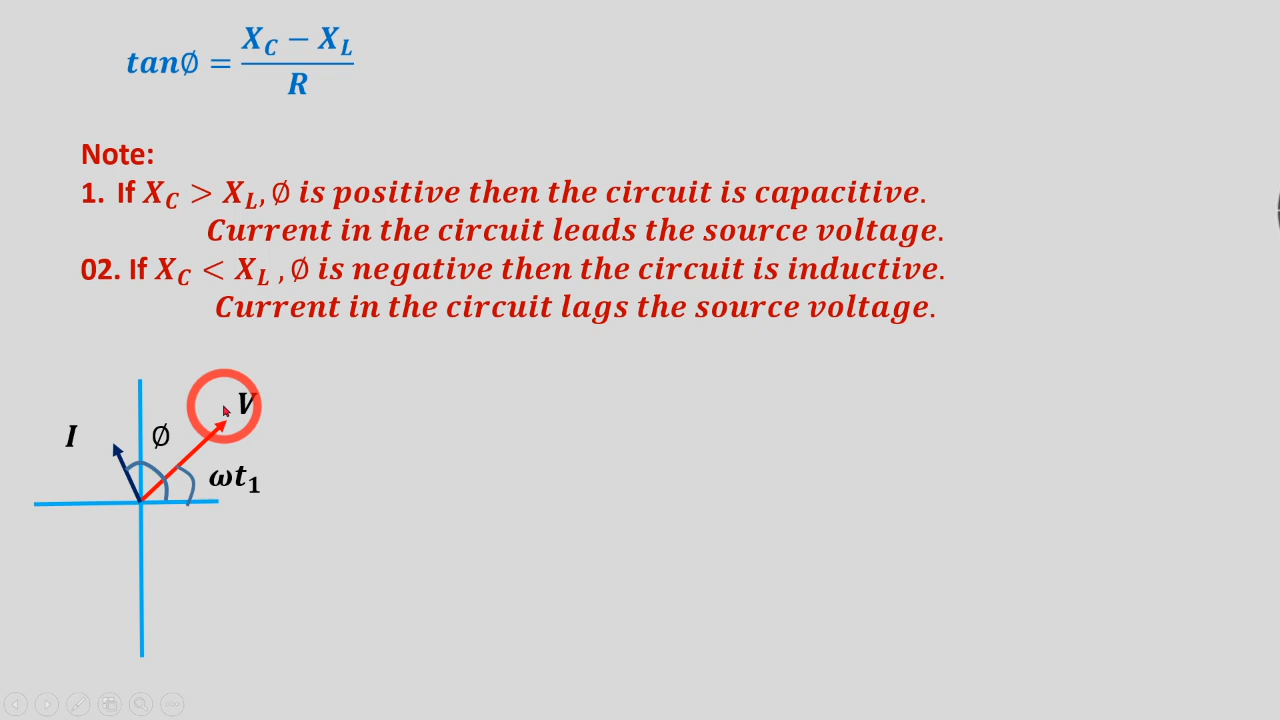 tan∅ = (X_C − X_L)/R
Note:
1. If X_C > X_L, ∅ is positive then the circuit is capacitive.
Current in the circuit leads the source voltage.
02. If X_C < X_L , ∅ is negative then the circuit is inductive.
Current in the circuit lags the source voltage.
V
I ∅
ωt₁